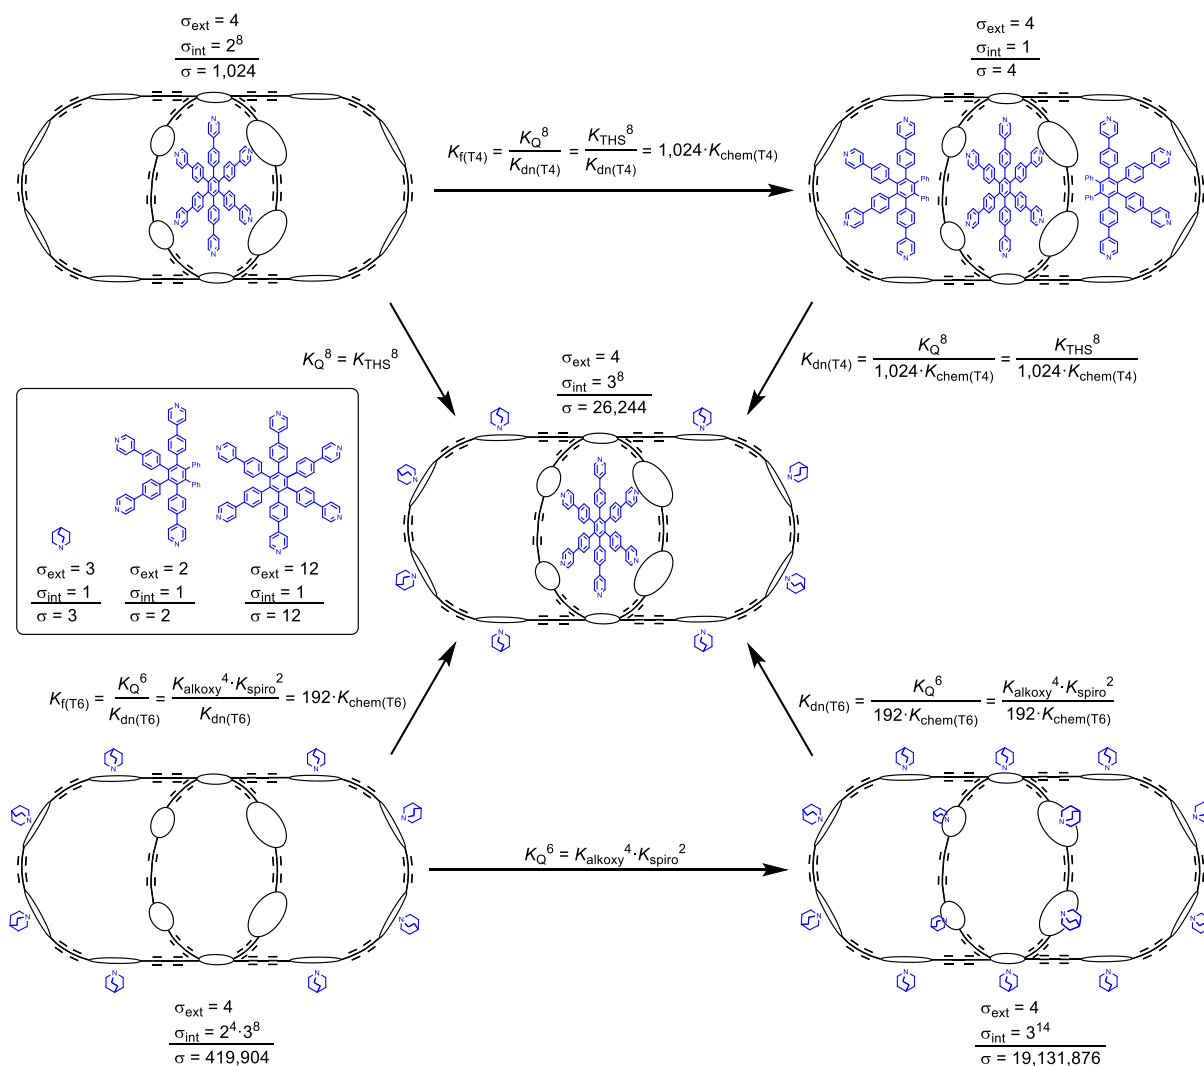 σext = 4
σint = 2^8
σ = 1,024
σext = 4
σint = 1
σ = 4
Kf(T4) = KQ^8 / Kdn(T4) = KTHS^8 / Kdn(T4) = 1,024·Kchem(T4)
N N N N N N
N N N N Ph Ph
N N N N N N
N N N N Ph Ph
KQ^8 = KTHS^8
Kdn(T4) = KQ^8 / 1,024·Kchem(T4) = KTHS^8 / 1,024·Kchem(T4)
σext = 4
σint = 3^8
σ = 26,244
N N N N N N N N
N N N N N N
N
N N N N Ph Ph
N N N N N N
σext = 3
σint = 1
σ = 3
σext = 2
σint = 1
σ = 2
σext = 12
σint = 1
σ = 12
Kf(T6) = KQ^6 / Kdn(T6) = Kalkoxy^4·Kspiro^2 / Kdn(T6) = 192·Kchem(T6)
Kdn(T6) = KQ^6 / 192·Kchem(T6) = Kalkoxy^4·Kspiro^2 / 192·Kchem(T6)
N N N N N N N N
KQ^6 = Kalkoxy^4·Kspiro^2
N N N N N N N N N N N N N N
σext = 4
σint = 2^4·3^8
σ = 419,904
σext = 4
σint = 3^14
σ = 19,131,876